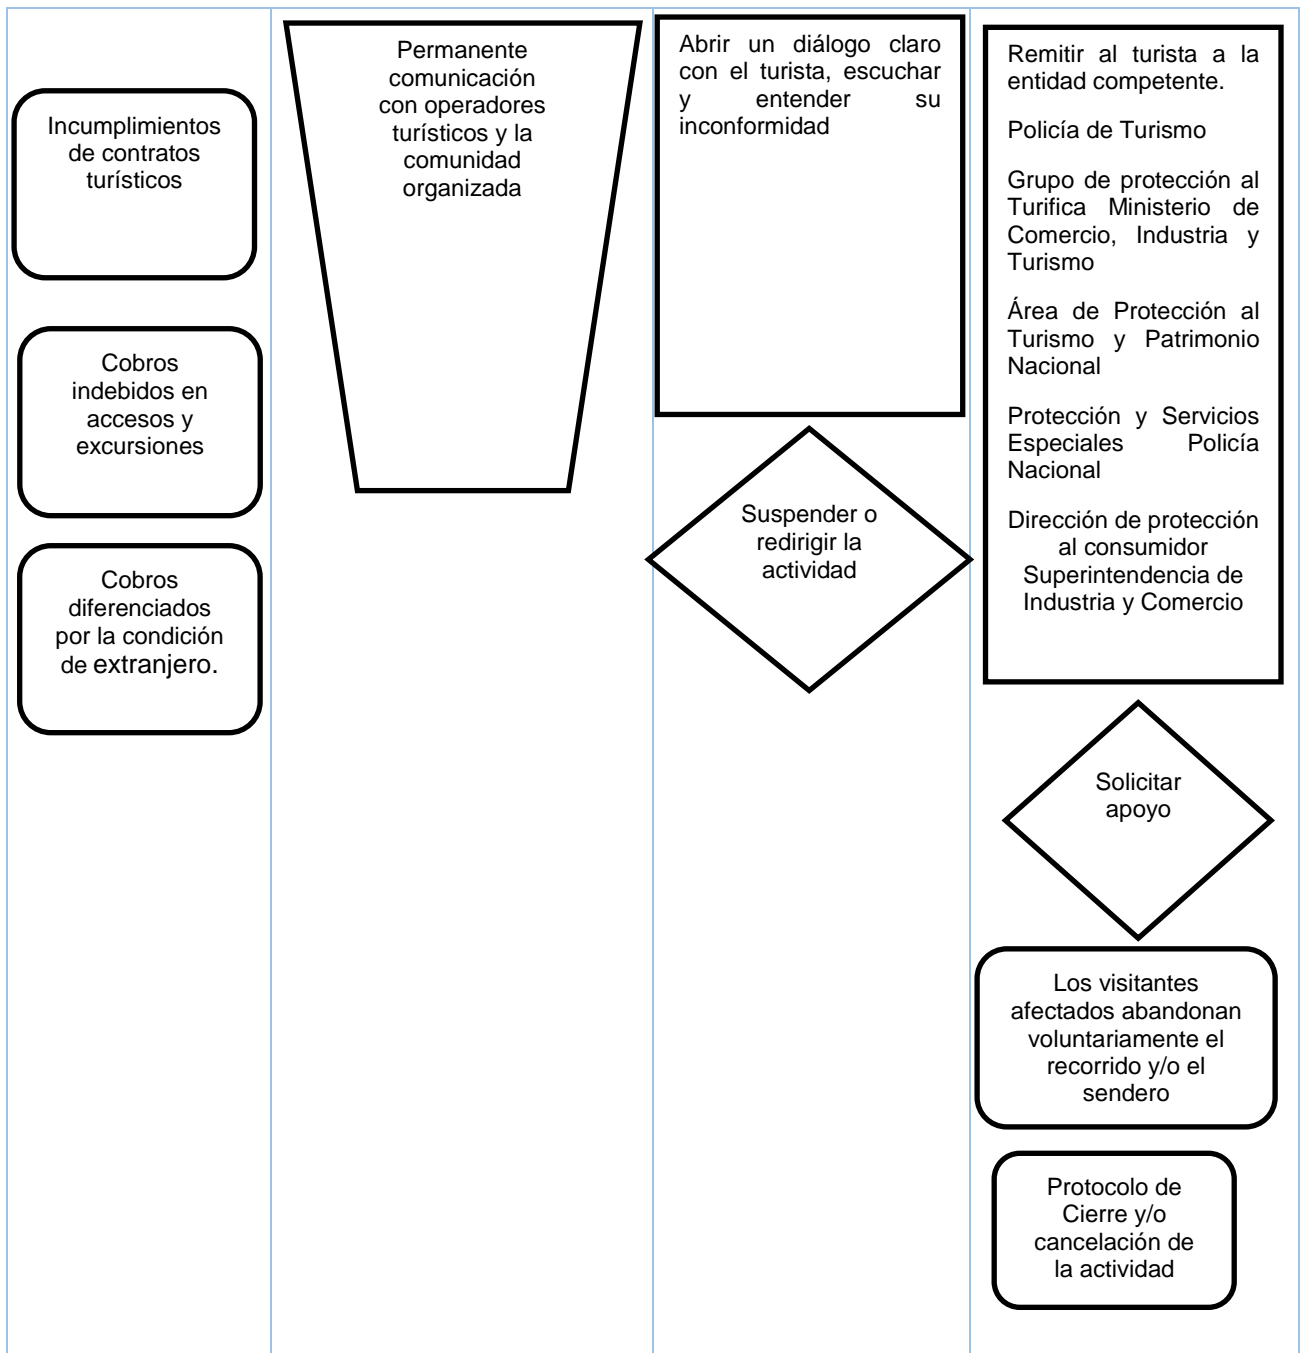 Incumplimientos
de contratos
turísticos
Cobros
indebidos en
accesos y
excursiones
Cobros
diferenciados
por la condición
de extranjero.
Permanente
comunicación
con operadores
turísticos y la
comunidad
organizada
Abrir un diálogo claro
con el turista, escuchar
y entender su
inconformidad
Suspender o
redirigir la
actividad
Remitir al turista a la
entidad competente.
Policía de Turismo
Grupo de protección al
Turifica Ministerio de
Comercio, Industria y
Turismo
Área de Protección al
Turismo y Patrimonio
Nacional
Protección y Servicios
Especiales Policía
Nacional
Dirección de protección
al consumidor
Superintendencia de
Industria y Comercio
Solicitar
apoyo
Los visitantes
afectados abandonan
voluntariamente el
recorrido y/o el
sendero
Protocolo de
Cierre y/o
cancelación de
la actividad